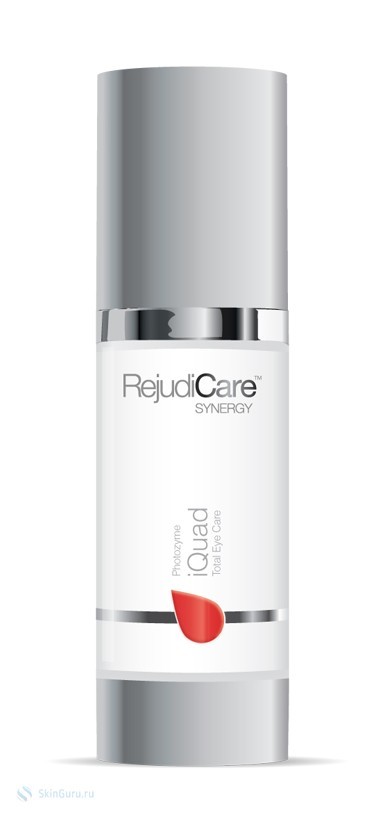 RejudiCare™
SYNERGY
Photozyme
iQuad
Total Eye Care
SkinGuru.ru